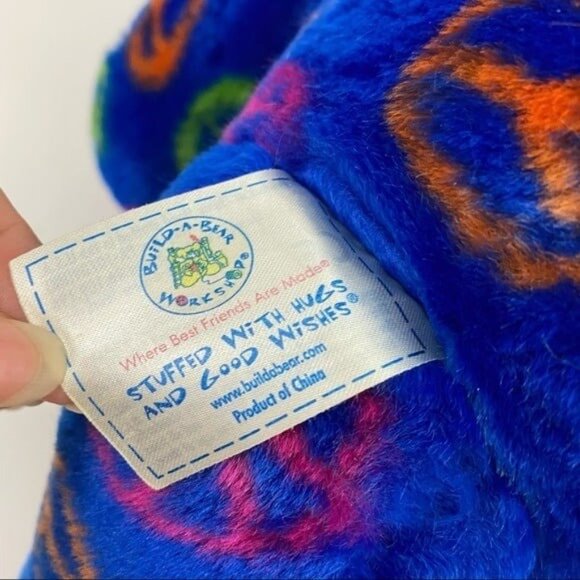 BUILD-A-BEAR
WORKSHOP®
Where Best Friends Are Made®
STUFFED WITH HUGS
AND GOOD WISHES®
www.buildabear.com
Product of China